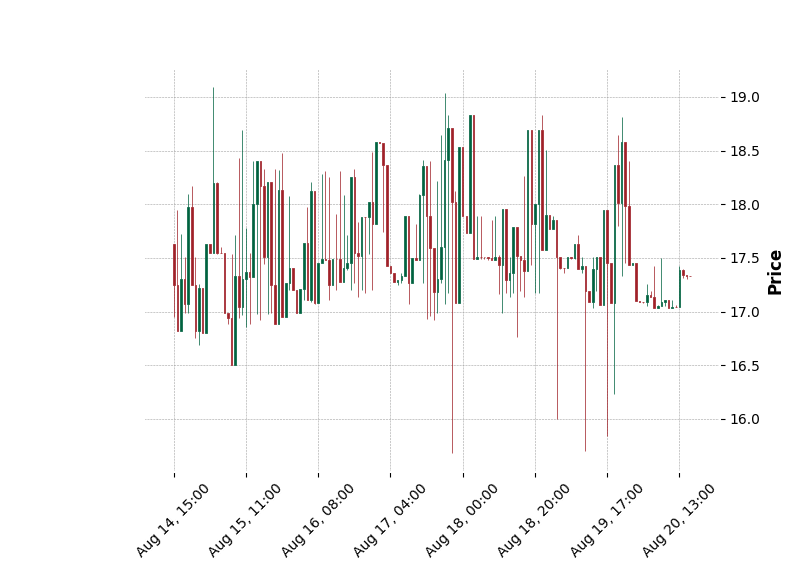 19.0
18.5
18.0
17.5
17.0
16.5
16.0
Price
Aug 14, 15:00
Aug 15, 11:00
Aug 16, 08:00
Aug 17, 04:00
Aug 18, 00:00
Aug 18, 20:00
Aug 19, 17:00
Aug 20, 13:00